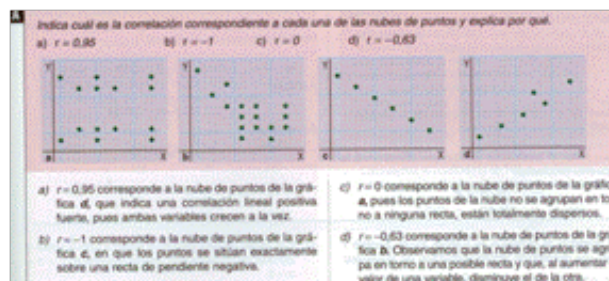 Indica cuál es la correlación correspondiente a cada una de las nubes de puntos y explica por qué.
a) r = 0,95 b) r = −1 c) r = 0 d) r = −0,63
Y Y Y Y
a X b X c X d X
a) r = 0,95 corresponde a la nube de puntos de la grá-
fica d, que indica una correlación lineal positiva
fuerte, pues ambas variables crecen a la vez.
b) r = −1 corresponde a la nube de puntos de la grá-
fica c, en que los puntos se sitúan exactamente
sobre una recta de pendiente negativa.
c) r = 0 corresponde a la nube de puntos de la gráfic
a, pues los puntos de la nube no se agrupan en to
no a ninguna recta, están totalmente dispersos.
d) r = −0,63 corresponde a la nube de puntos de la gr
fica b. Observamos que la nube de puntos se agr
pa en torno a una posible recta y que, al aumentar
valor de una variable, disminuye el de la otra.